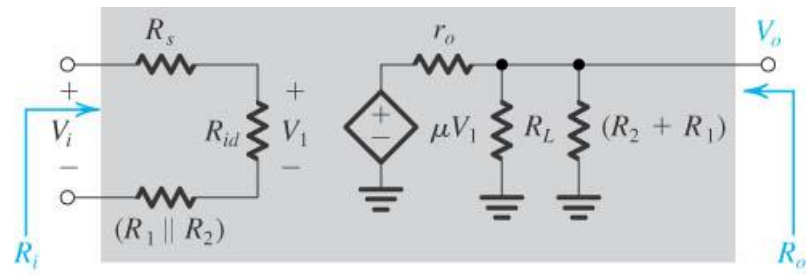 R_s
r_o
V_o
+
V_i
−
R_id
+
V_1
−
+
−
μV_1
R_L
(R_2 + R_1)
(R_1 || R_2)
R_i
R_o